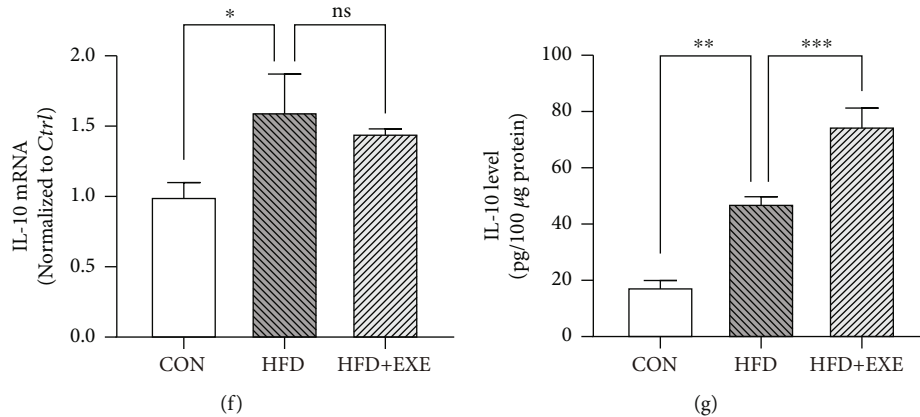 * ns
2.0
1.5
1.0
0.5
0.0
IL-10 mRNA
(Normalized to Ctrl)
CON HFD HFD+EXE
(f)
** ***
100
80
60
40
20
0
IL-10 level
(pg/100 μg protein)
CON HFD HFD+EXE
(g)